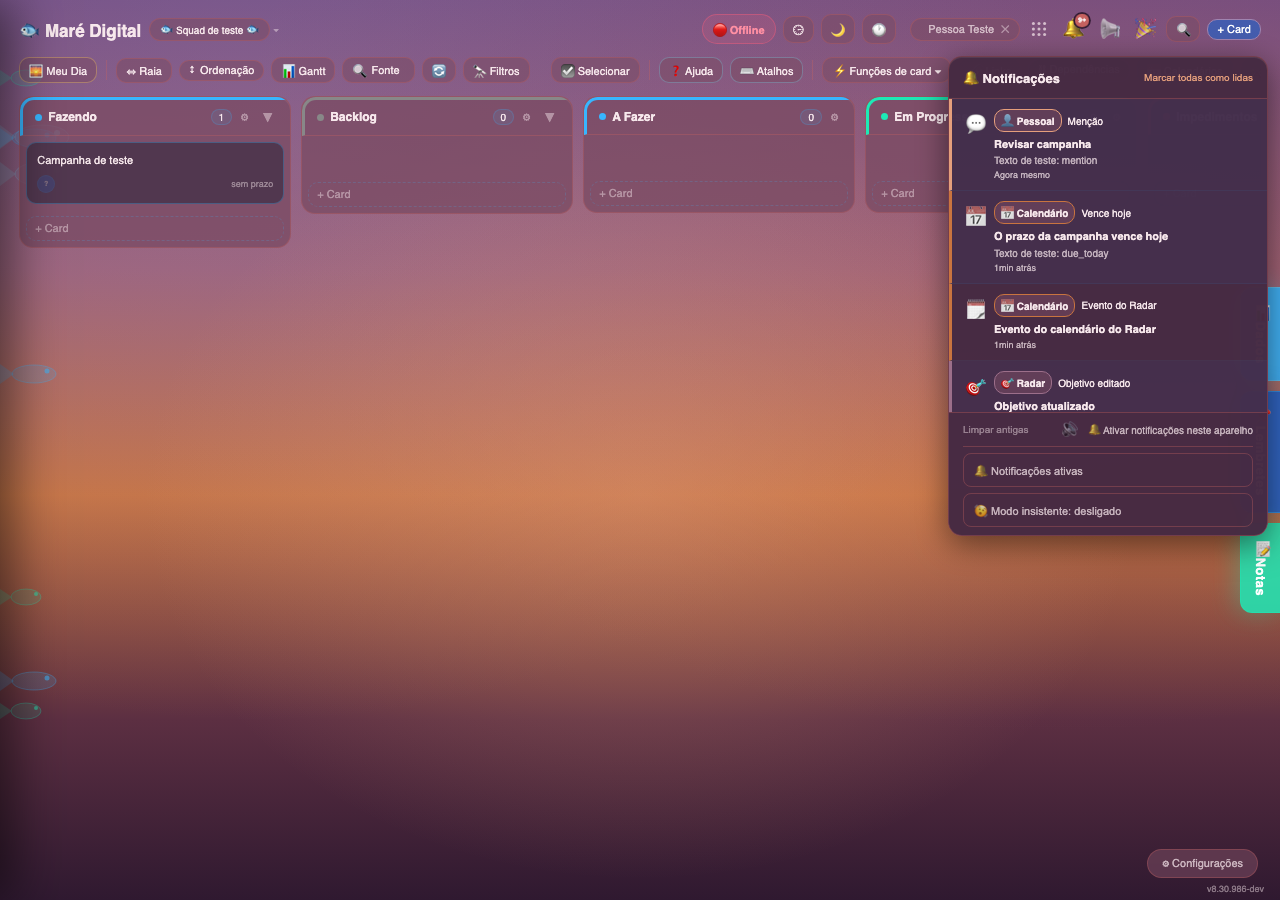 Maré Digital
Squad de teste
Offline
Pessoa Teste ✕
9+
+ Card
Meu Dia
↔ Raia
↕ Ordenação
Gantt
Fonte
Filtros
Selecionar
❓ Ajuda
Atalhos
⚡ Funções de card ▾
Fazendo
1
Campanha de teste
?
sem prazo
+ Card
Backlog
0
+ Card
A Fazer
0
+ Card
Em Progr
+ Card
Notificações
Marcar todas como lidas
Pessoal Menção
Revisar campanha
Texto de teste: mention
Agora mesmo
17
Calendário Vence hoje
O prazo da campanha vence hoje
Texto de teste: due_today
1min atrás
Calendário Evento do Radar
Evento do calendário do Radar
1min atrás
Radar Objetivo editado
Objetivo atualizado
Limpar antigas
Ativar notificações neste aparelho
Notificações ativas
Modo insistente: desligado
Notas
Configurações
v8.30.986-dev